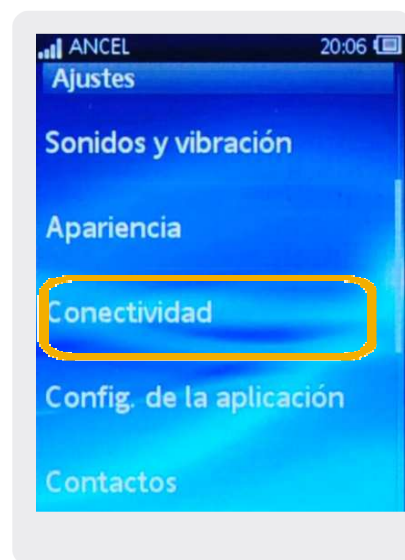 ANCEL 20:06
Ajustes
Sonidos y vibración
Apariencia
Conectividad
Config. de la aplicación
Contactos